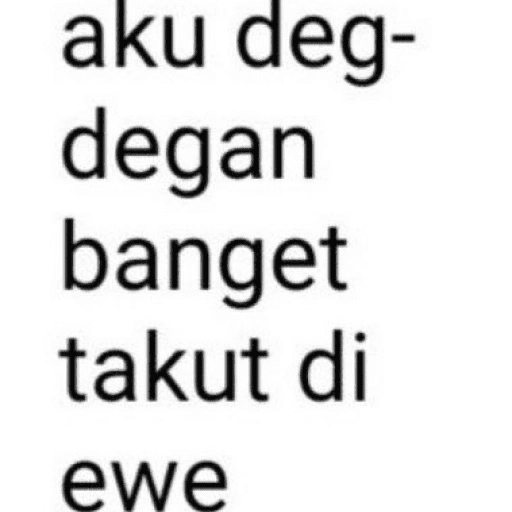 aku deg-
degan
banget
takut di
ewe